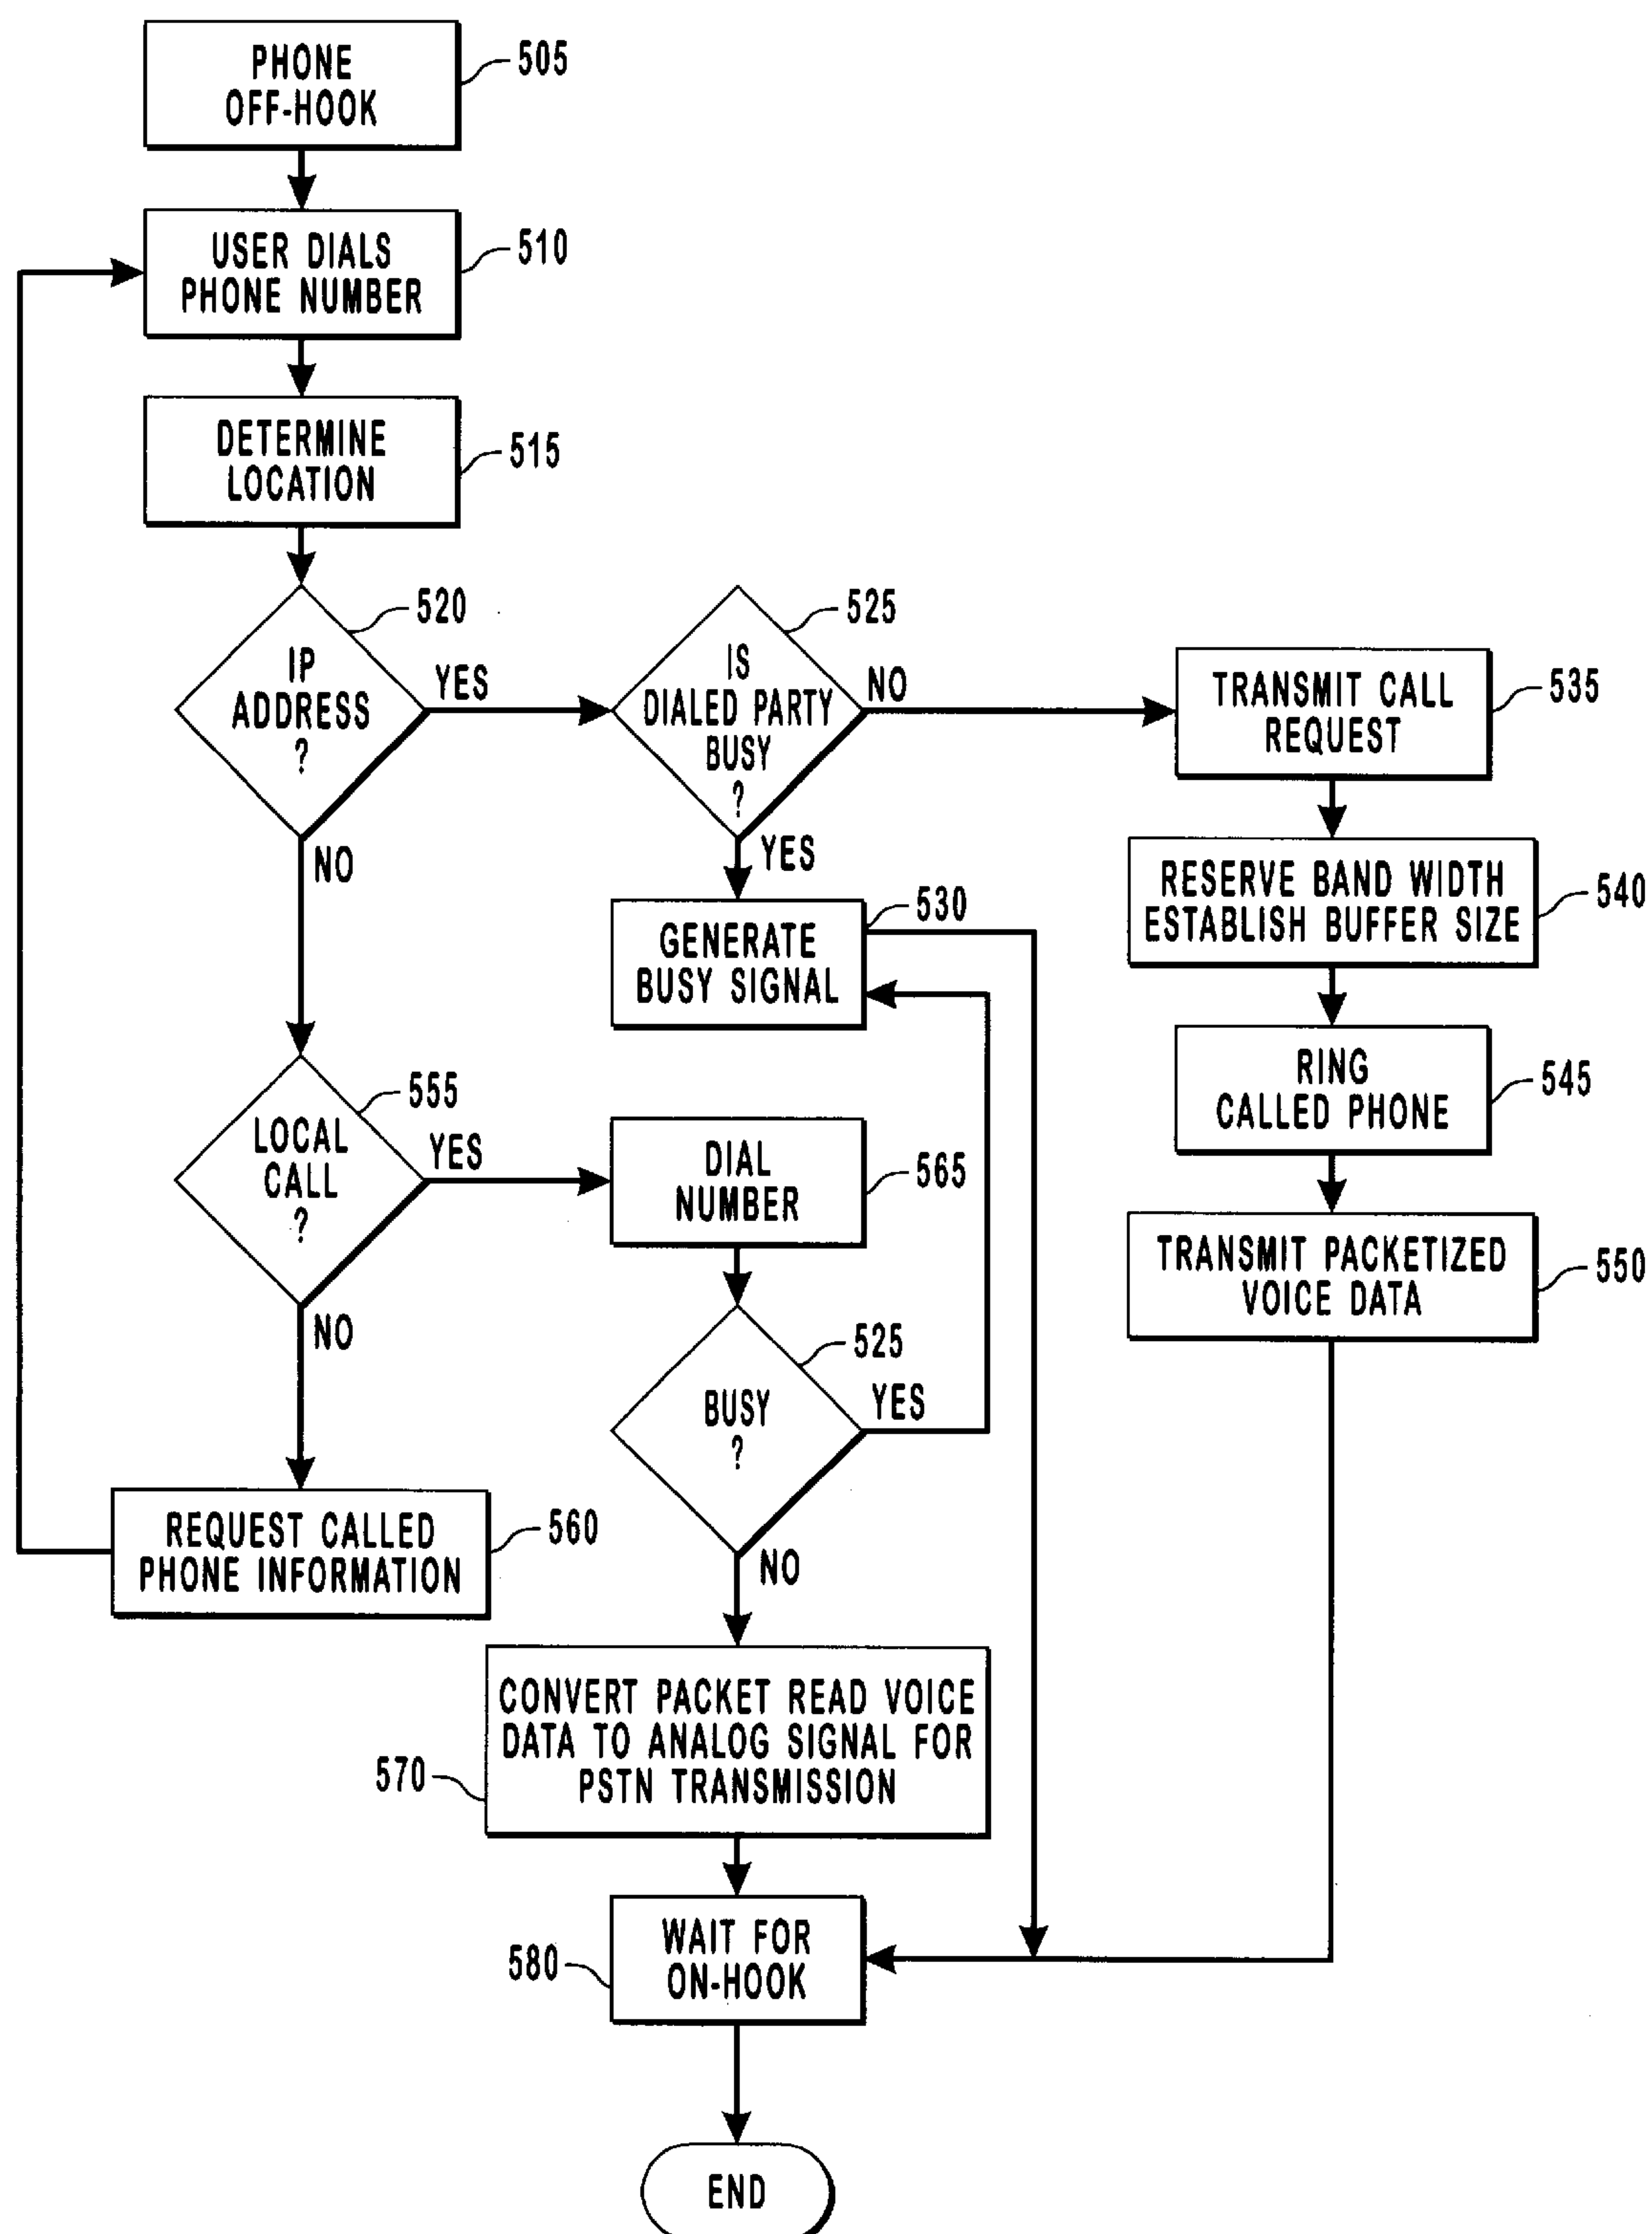 PHONE
OFF-HOOK
505
USER DIALS
PHONE NUMBER
510
DETERMINE
LOCATION
515
IP
ADDRESS
?
520
YES
NO
IS
DIALED PARTY
BUSY
?
525
NO
YES
TRANSMIT CALL
REQUEST
535
RESERVE BAND WIDTH
ESTABLISH BUFFER SIZE
540
GENERATE
BUSY SIGNAL
530
RING
CALLED PHONE
545
LOCAL
CALL
?
555
YES
NO
DIAL
NUMBER
565
TRANSMIT PACKETIZED
VOICE DATA
550
BUSY
?
525
YES
NO
REQUEST CALLED
PHONE INFORMATION
560
CONVERT PACKET READ VOICE
DATA TO ANALOG SIGNAL FOR
PSTN TRANSMISSION
570
WAIT FOR
ON-HOOK
580
END